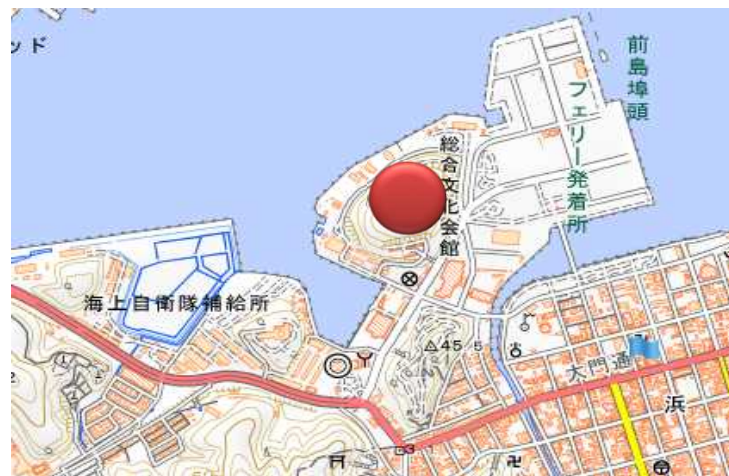 ッド
前島埠頭
フェリー発着所
総合文化会館
海上自衛隊補給所
45
5
大門通
浜